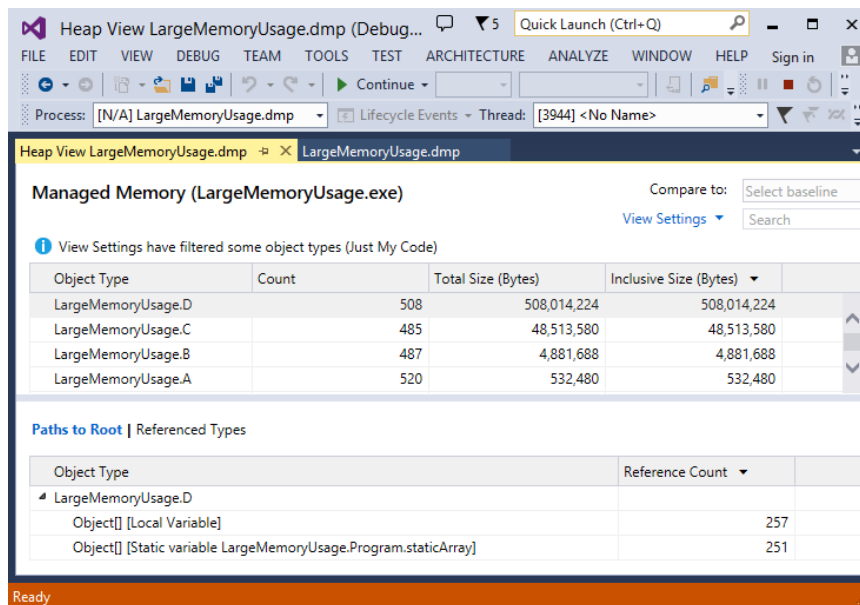 Heap View LargeMemoryUsage.dmp (Debug... 5 Quick Launch (Ctrl+Q)
FILE EDIT VIEW DEBUG TEAM TOOLS TEST ARCHITECTURE ANALYZE WINDOW HELP Sign in
Continue
Process: [N/A] LargeMemoryUsage.dmp Lifecycle Events Thread: [3944] <No Name>
Heap View LargeMemoryUsage.dmp LargeMemoryUsage.dmp
Managed Memory (LargeMemoryUsage.exe) Compare to: Select baseline
View Settings Search
View Settings have filtered some object types (Just My Code)
Object Type Count Total Size (Bytes) Inclusive Size (Bytes)
LargeMemoryUsage.D 508 508,014,224 508,014,224
LargeMemoryUsage.C 485 48,513,580 48,513,580
LargeMemoryUsage.B 487 4,881,688 4,881,688
LargeMemoryUsage.A 520 532,480 532,480
Paths to Root | Referenced Types
Object Type Reference Count
LargeMemoryUsage.D
Object[] [Local Variable] 257
Object[] [Static variable LargeMemoryUsage.Program.staticArray] 251
Ready